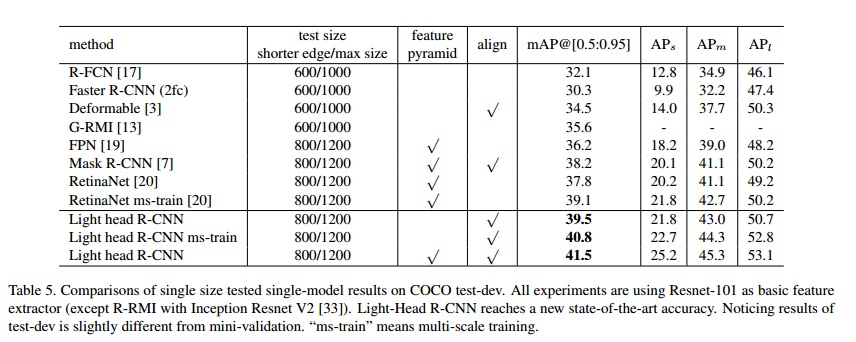 method test size shorter edge/max size feature pyramid align mAP@[0.5:0.95] APs APm APl
R-FCN [17] 600/1000 32.1 12.8 34.9 46.1
Faster R-CNN (2fc) 600/1000 30.3 9.9 32.2 47.4
Deformable [3] 600/1000 √ 34.5 14.0 37.7 50.3
G-RMI [13] 600/1000 35.6 - - -
FPN [19] 800/1200 √ 36.2 18.2 39.0 48.2
Mask R-CNN [7] 800/1200 √ √ 38.2 20.1 41.1 50.2
RetinaNet [20] 800/1200 √ 37.8 20.2 41.1 49.2
RetinaNet ms-train [20] 800/1200 √ 39.1 21.8 42.7 50.2
Light head R-CNN 800/1200 √ 39.5 21.8 43.0 50.7
Light head R-CNN ms-train 800/1200 √ 40.8 22.7 44.3 52.8
Light head R-CNN 800/1200 √ √ 41.5 25.2 45.3 53.1
Table 5. Comparisons of single size tested single-model results on COCO test-dev. All experiments are using Resnet-101 as basic feature
extractor (except R-RMI with Inception Resnet V2 [33]). Light-Head R-CNN reaches a new state-of-the-art accuracy. Noticing results of
test-dev is slightly different from mini-validation. “ms-train” means multi-scale training.